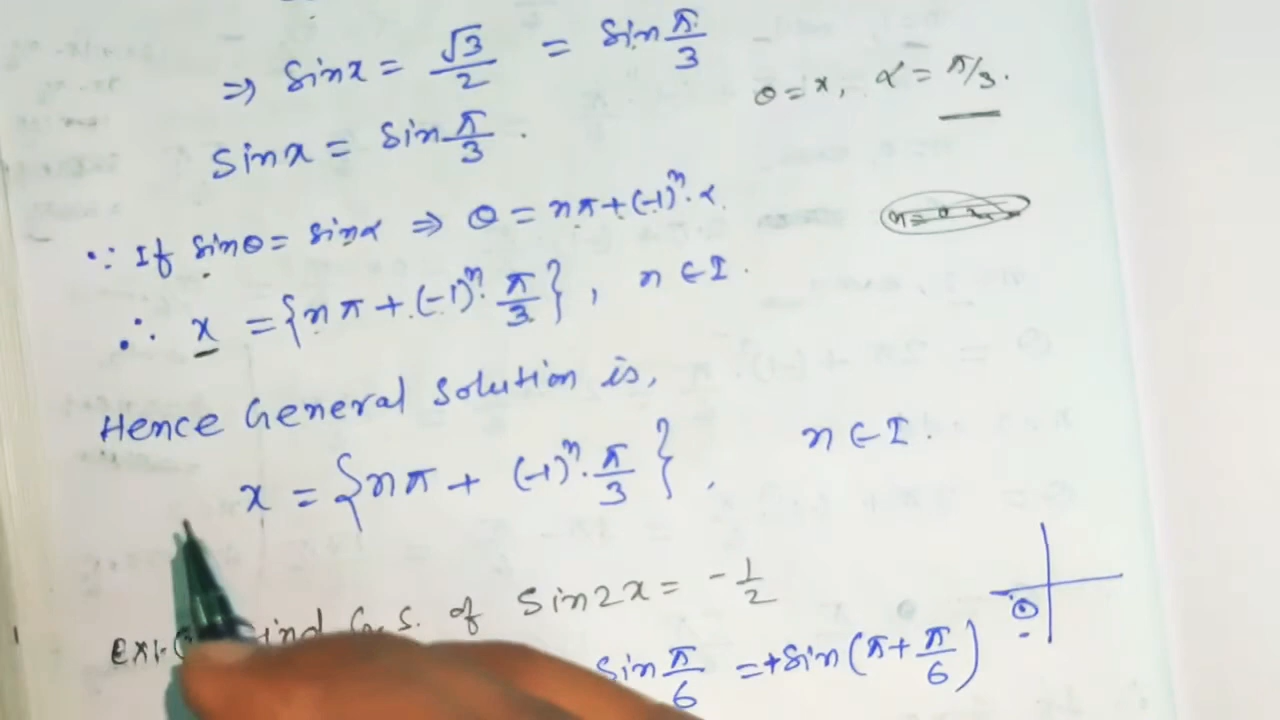 ⇒ Sinx = √3/2 = Sin π/3
θ = x, α = π/3.
Sinx = Sin π/3 .
∵ If Sinθ = Sinα ⇒ θ = nπ + (-1)ⁿ. α
∴ x = {nπ + (-1)ⁿ. π/3}, n ∈ I.
Hence General Solution is,
x = {nπ + (-1)ⁿ. π/3}, n ∈ I.
of Sin2x = -1/2
Sin π/6 = +Sin(π + π/6)